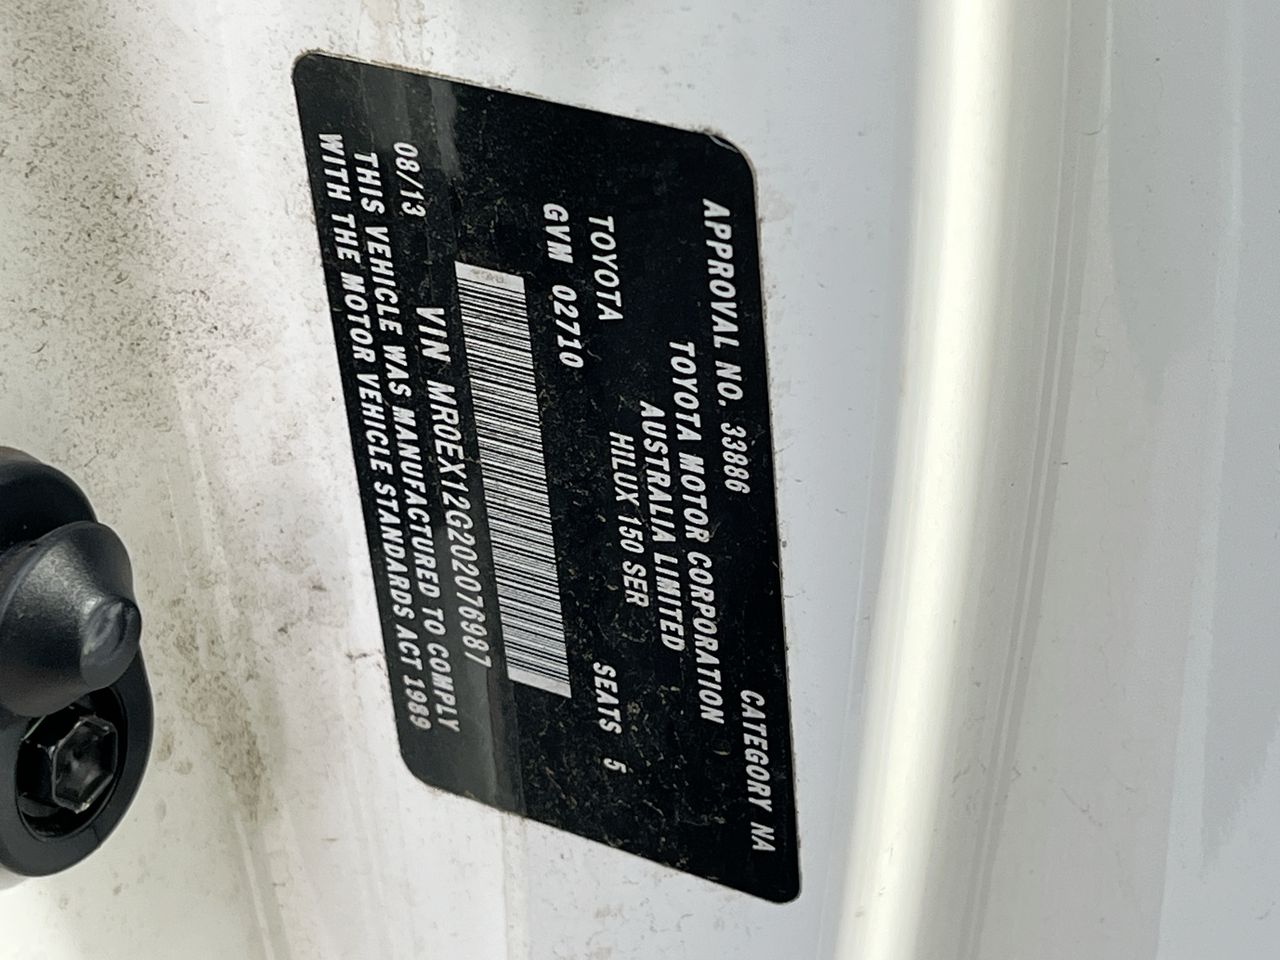 APPROVAL NO. 33886 CATEGORY NA
TOYOTA MOTOR CORPORATION
AUSTRALIA LIMITED
TOYOTA HILUX 150 SER
GVM 02710 SEATS 5
VIN MR0EX12G202076987
08/13
THIS VEHICLE WAS MANUFACTURED TO COMPLY
WITH THE MOTOR VEHICLE STANDARDS ACT 1989